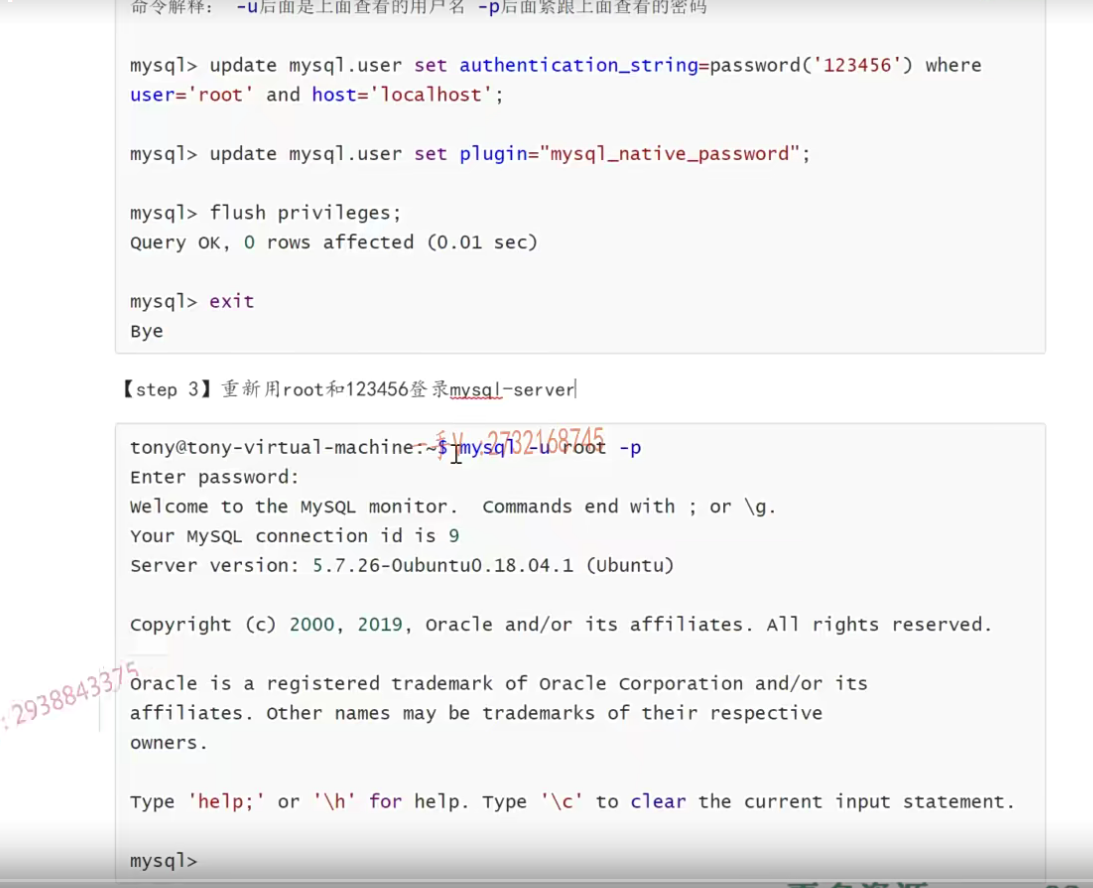 命令解释： -u后面是上面查看的用户名 -p后面紧跟上面查看的密码
mysql> update mysql.user set authentication_string=password('123456') where
user='root' and host='localhost';
mysql> update mysql.user set plugin="mysql_native_password";
mysql> flush privileges;
Query OK, 0 rows affected (0.01 sec)
mysql> exit
Bye
【step 3】重新用root和123456登录mysql-server
tony@tony-virtual-machine:~$ mysql -u root -p
2732168745
Enter password:
Welcome to the MySQL monitor.  Commands end with ; or \g.
Your MySQL connection id is 9
Server version: 5.7.26-0ubuntu0.18.04.1 (Ubuntu)
Copyright (c) 2000, 2019, Oracle and/or its affiliates. All rights reserved.
:2938843375
Oracle is a registered trademark of Oracle Corporation and/or its
affiliates. Other names may be trademarks of their respective
owners.
Type 'help;' or '\h' for help. Type '\c' to clear the current input statement.
mysql>